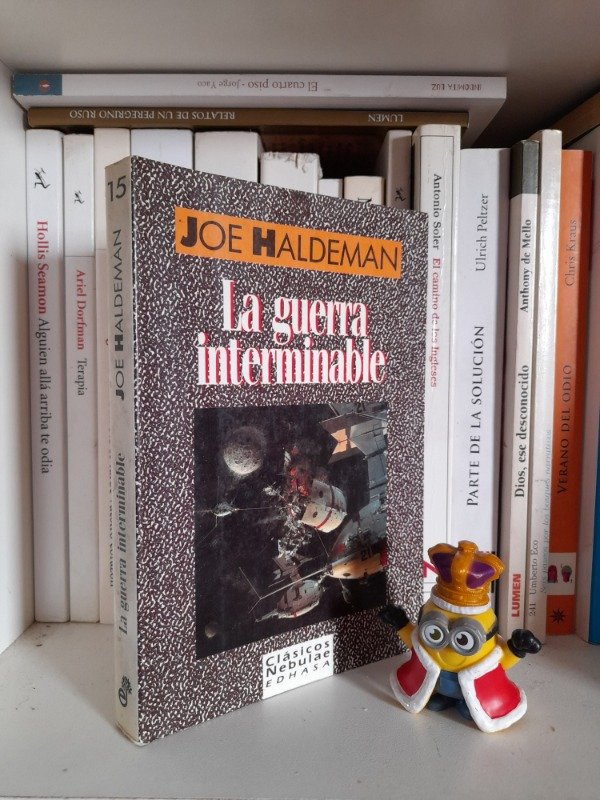 El cuarto piso - Jorge Yaco
INDOMITA LUZ
RELATOS DE UN PEREGRINO RUSO
LUMEN
Hollis Seamon Alguien allá arriba te odia
Ariel Dorfman Terapia
15 JOE HALDEMAN La guerra interminable
JOE HALDEMAN
La guerra
interminable
Clásicos
Nebulae
EDHASA
Antonio Soler El camino de los Ingleses
PARTE DE LA SOLUCIÓN Ulrich Peltzer
LUMEN Dios, ese desconocido Anthony de Mello
241 Umberto Eco
VERANO DEL ODIO Chris Kraus